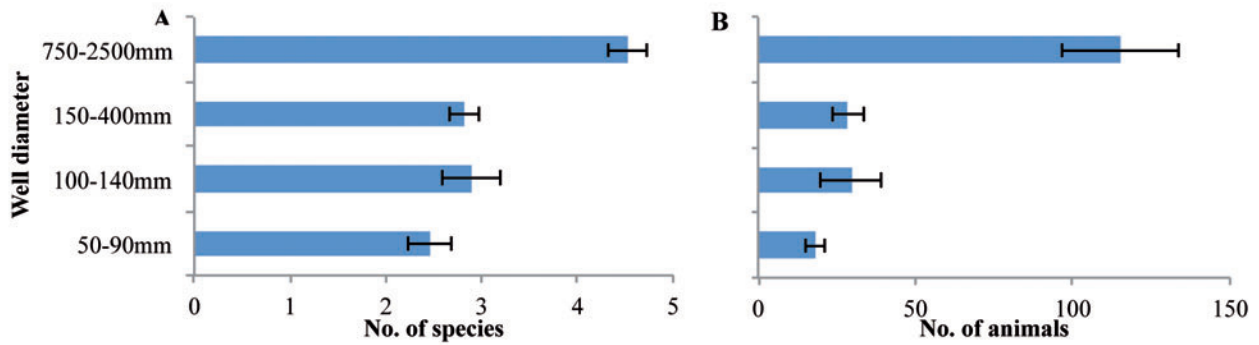 A
B
Well diameter
750-2500mm
150-400mm
100-140mm
50-90mm
0 1 2 3 4 5
No. of species
0 50 100 150
No. of animals